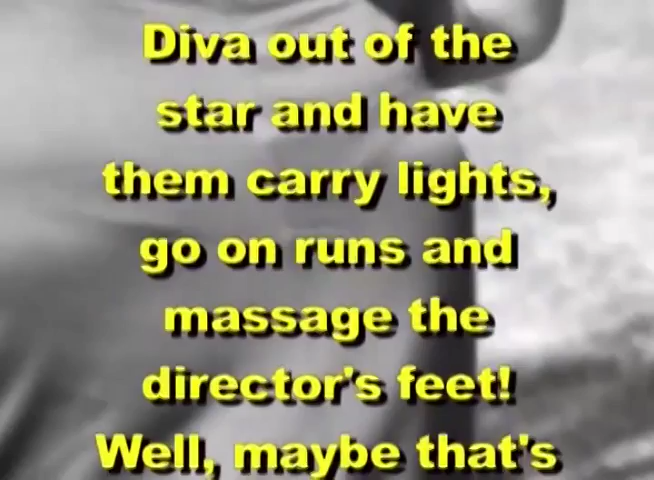 Diva out of the
star and have
them carry lights,
go on runs and
massage the
director's feet!
Well, maybe that's